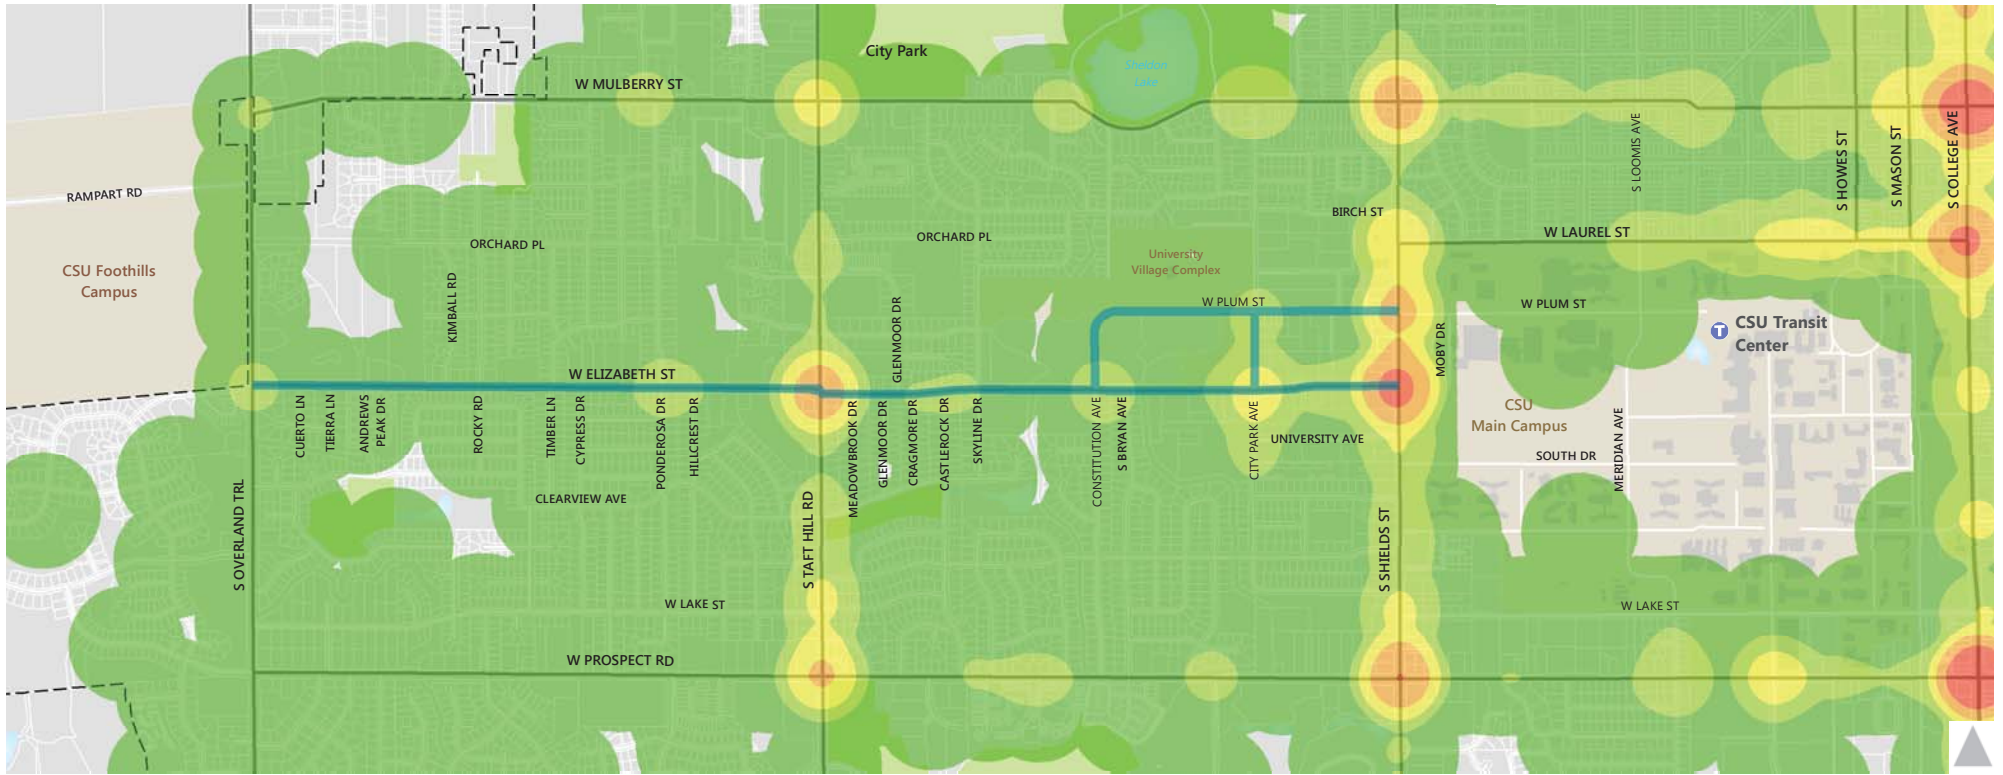 City Park
Sheldon
Lake
W MULBERRY ST
S LOOMIS AVE
S HOWES ST
S MASON ST
S COLLEGE AVE
RAMPART RD
BIRCH ST
W LAUREL ST
ORCHARD PL
ORCHARD PL
University
Village Complex
CSU Foothills
Campus
KIMBALL RD
GLENMOOR DR
W PLUM ST
W PLUM ST
MOBY DR
T
CSU Transit
Center
W ELIZABETH ST
CUERTO LN
TIERRA LN
ANDREWS
PEAK DR
ROCKY RD
TIMBER LN
CYPRESS DR
PONDEROSA DR
HILLCREST DR
MEADOWBROOK DR
GLENMOOR DR
CRAGMORE DR
CASTLEROCK DR
SKYLINE DR
CONSTITUTION AVE
S BRYAN AVE
CITY PARK AVE
UNIVERSITY AVE
CSU
Main Campus
MERIDIAN AVE
SOUTH DR
CLEARVIEW AVE
S OVERLAND TRL
S TAFT HILL RD
S SHIELDS ST
W LAKE ST
W LAKE ST
W PROSPECT RD